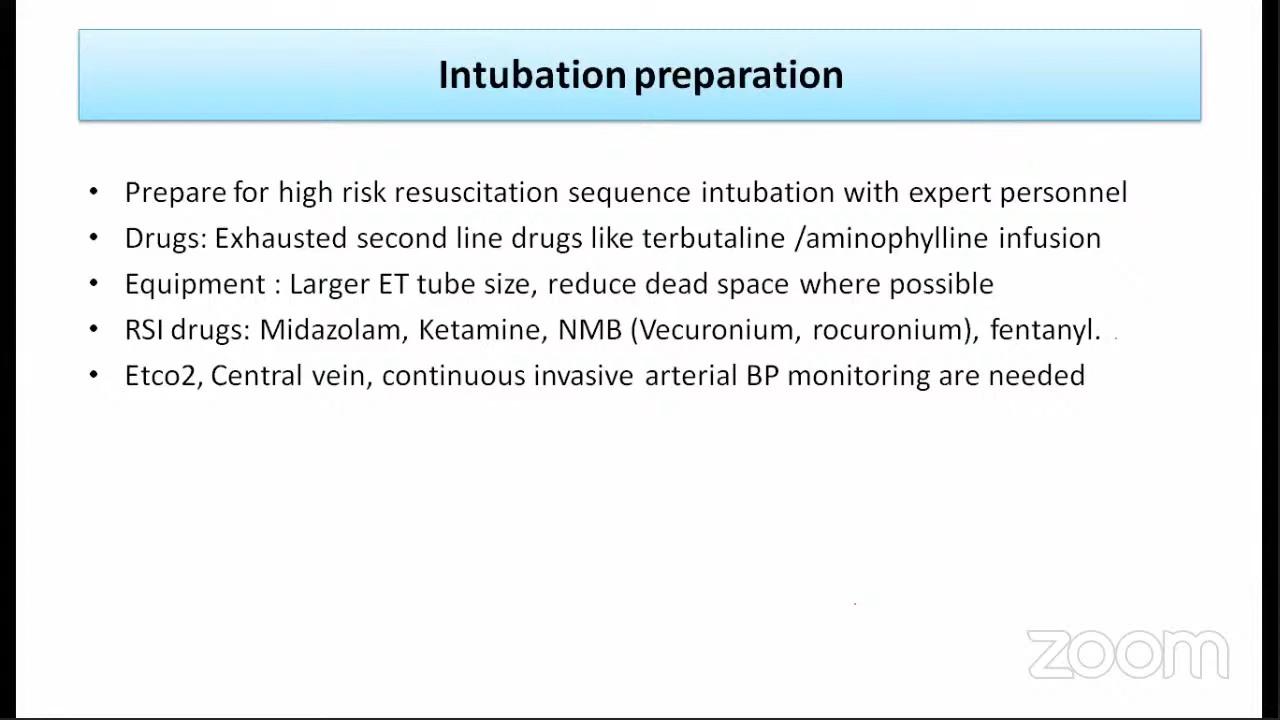 Intubation preparation
• Prepare for high risk resuscitation sequence intubation with expert personnel
• Drugs: Exhausted second line drugs like terbutaline /aminophylline infusion
• Equipment : Larger ET tube size, reduce dead space where possible
• RSI drugs: Midazolam, Ketamine, NMB (Vecuronium, rocuronium), fentanyl.
• Etco2, Central vein, continuous invasive arterial BP monitoring are needed
zoom